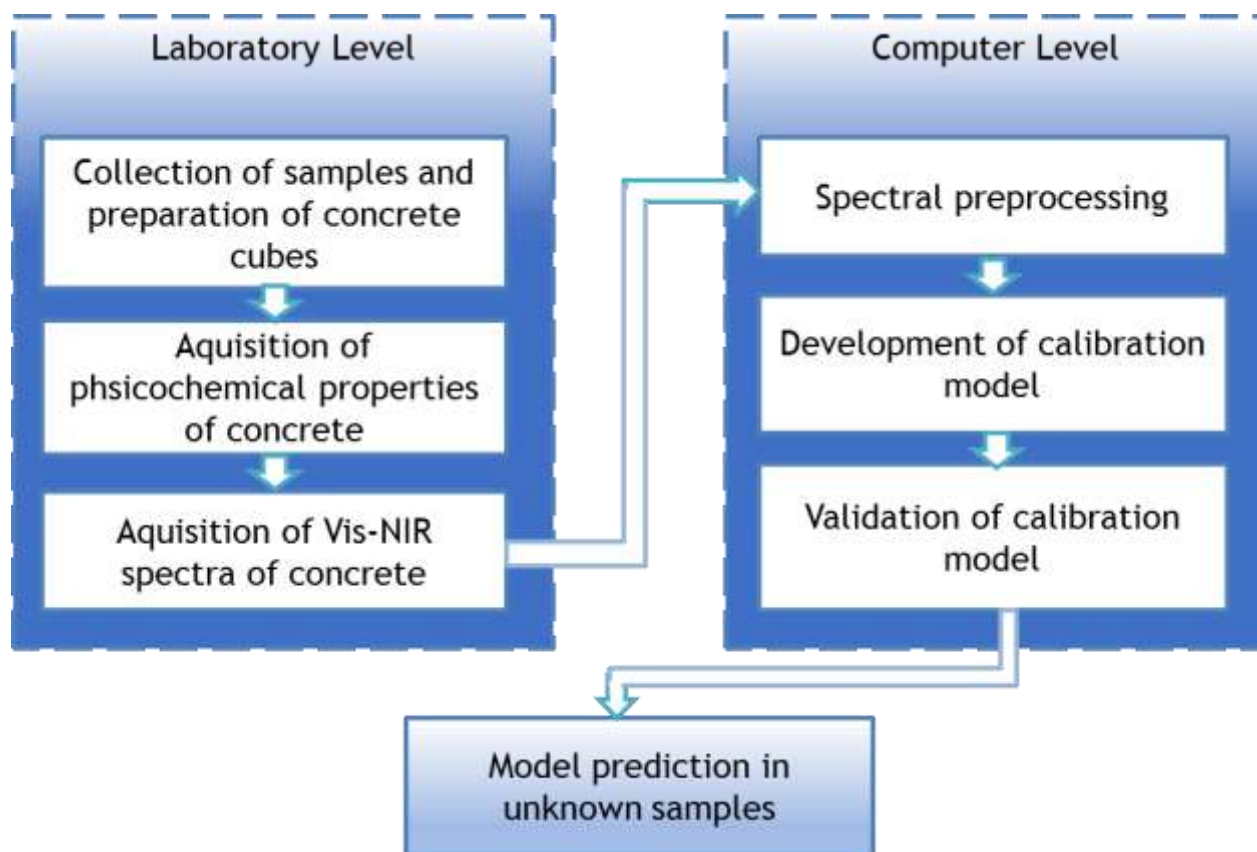 Laboratory Level
Collection of samples and
preparation of concrete
cubes
Aquisition of
phsicochemical properties
of concrete
Aquisition of Vis-NIR
spectra of concrete
Computer Level
Spectral preprocessing
Development of calibration
model
Validation of calibration
model
Model prediction in
unknown samples